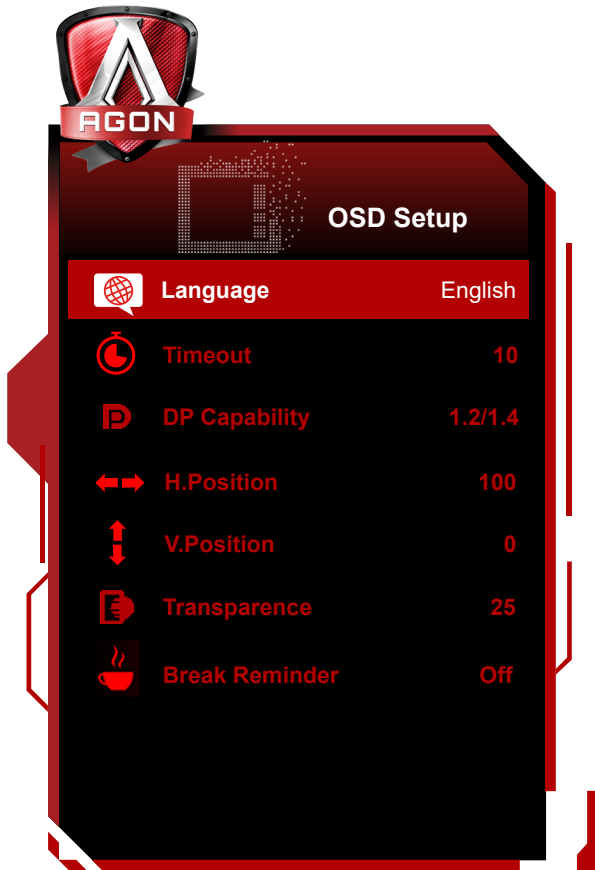 AGON
OSD Setup
Language English
Timeout 10
DP Capability 1.2/1.4
H.Position 100
V.Position 0
Transparence 25
Break Reminder Off